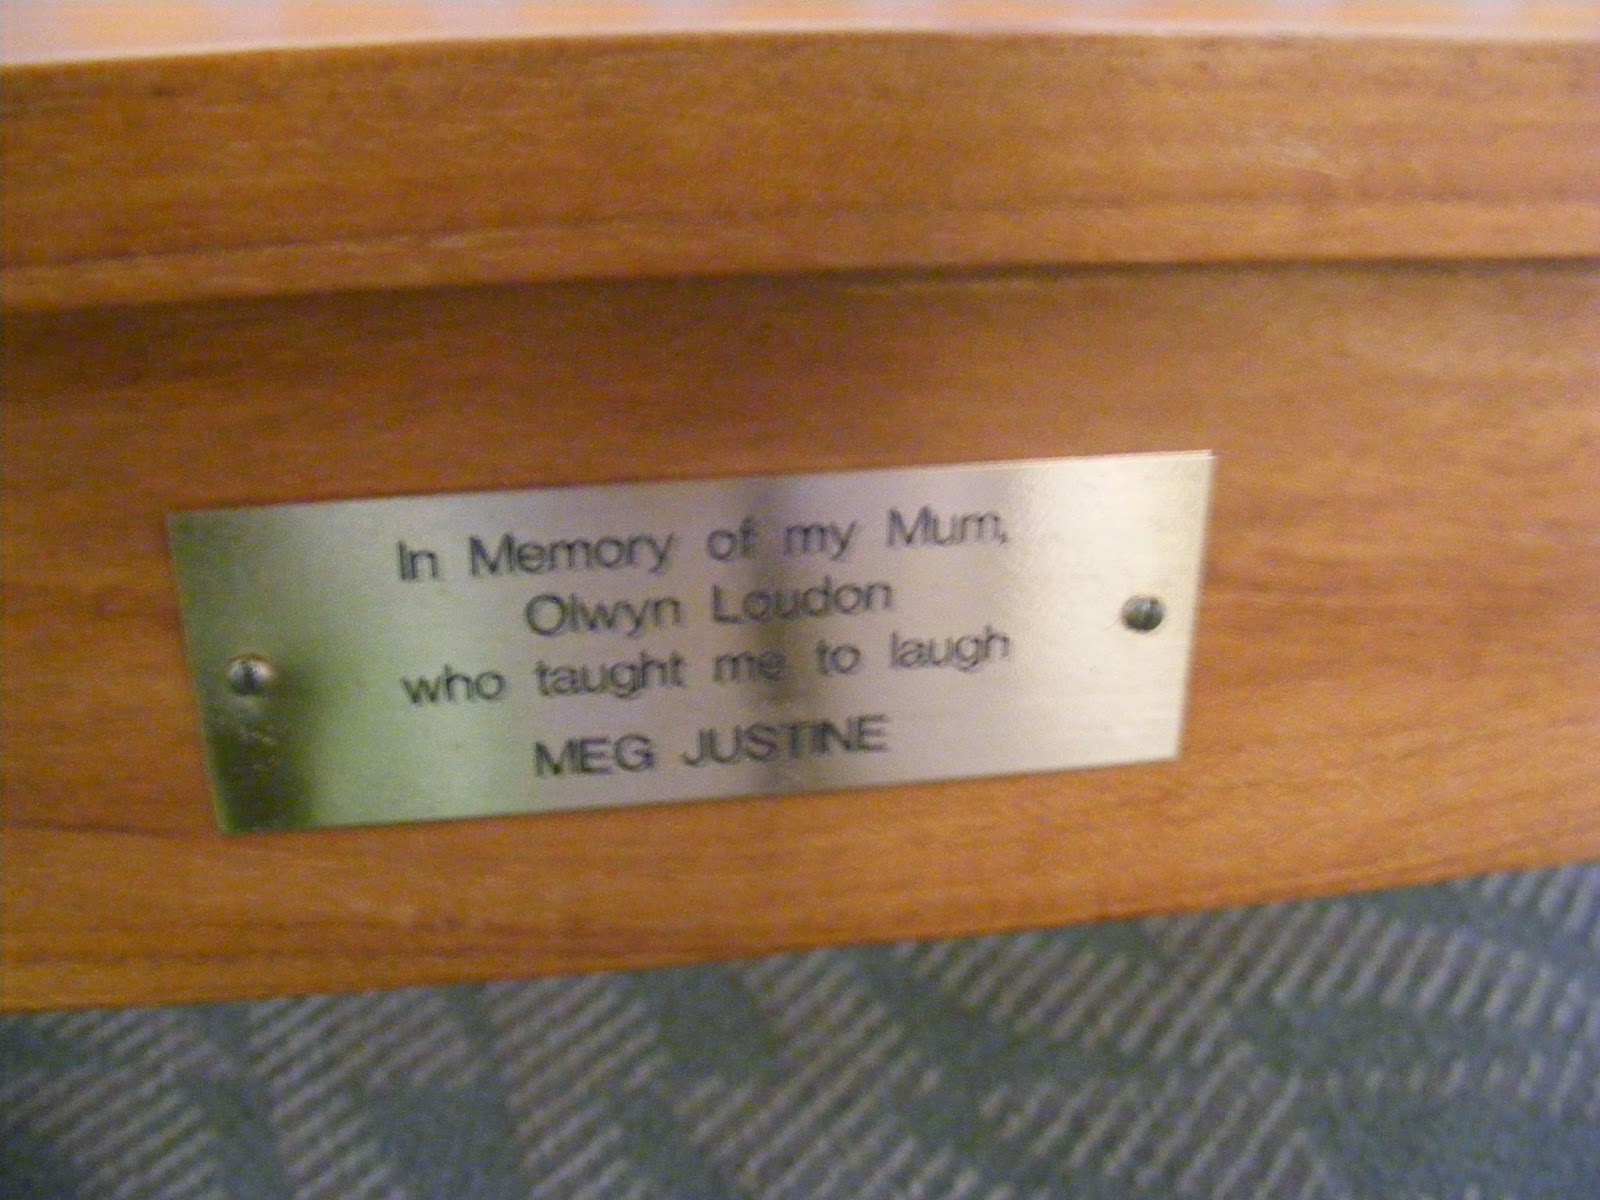 In Memory of my Mum,
Olwyn Loudon
who taught me to laugh
MEG JUSTINE